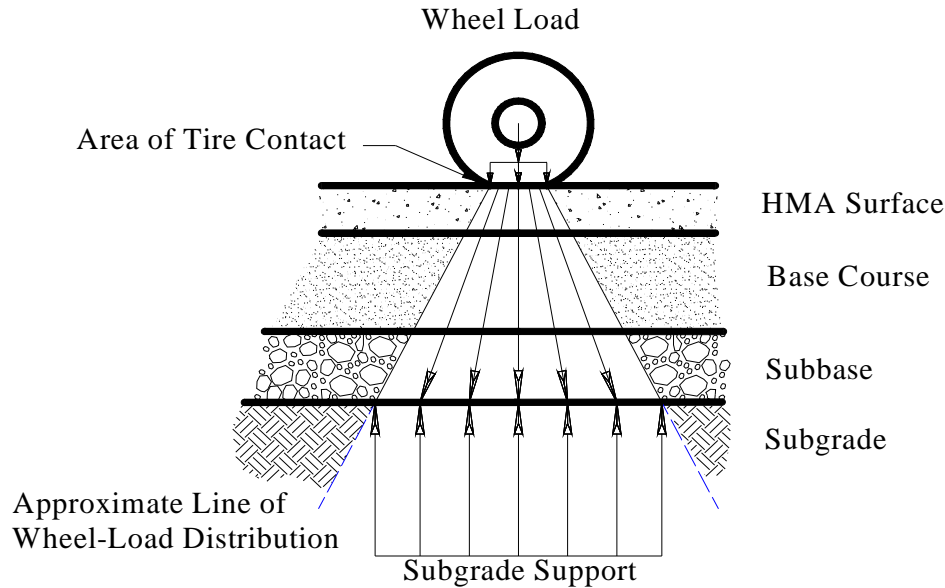 Wheel Load
Area of Tire Contact
HMA Surface
Base Course
Subbase
Subgrade
Approximate Line of
Wheel-Load Distribution
Subgrade Support